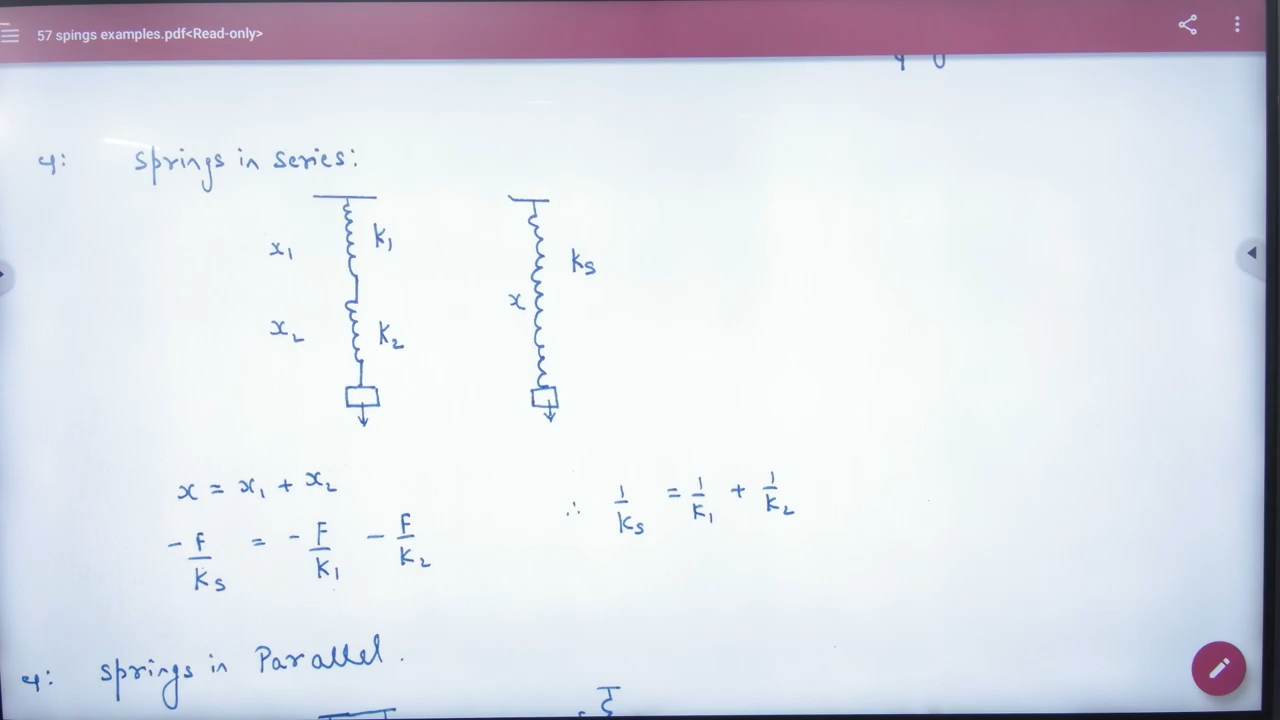 57 spings examples.pdf<Read-only>
4: Springs in series:
x₁ K₁ Ks
x
x₂ K₂
x = x₁ + x₂
∴ 1/Ks = 1/K₁ + 1/K₂
-F/Ks = -F/K₁ - F/K₂
4: springs in Parallel.